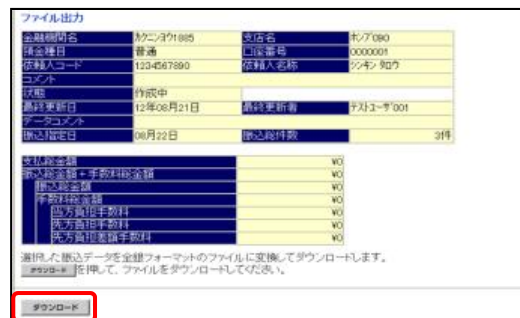 ファイル出力
金融機関名 カクニンヨウ1885 支店名 ホンテ090
預金種目 普通 口座番号 0000001
依頼人コード 1234567890 依頼人名称 シンキン タロウ
コメント
状態 作成中
最終更新日 12年08月21日 最終更新者 テストユーザ001
データコメント
振込指定日 08月22日 振込総件数 3件
支払総金額 ¥0
振込総金額+手数料総金額 ¥0
振込総金額 ¥0
手数料総金額 ¥0
当方負担手数料 ¥0
先方負担手数料 ¥0
先方負担差額手数料 ¥0
選択した振込データを全銀フォーマットのファイルに変換してダウンロードします。
ダウンロード を押して、ファイルをダウンロードしてください。
ダウンロード